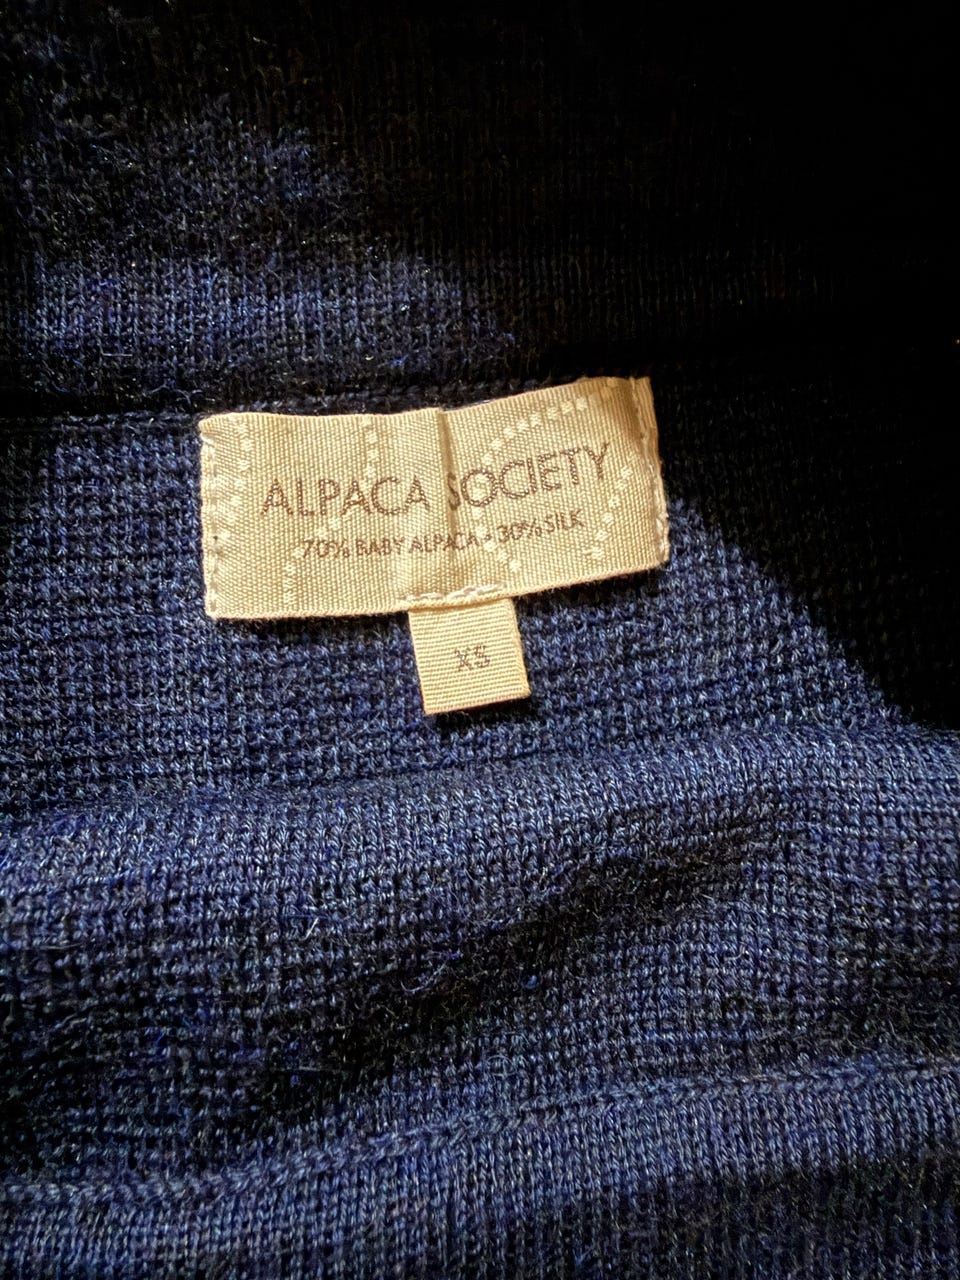 ALPACA SOCIETY
70% BABY ALPACA - 30% SILK
XS